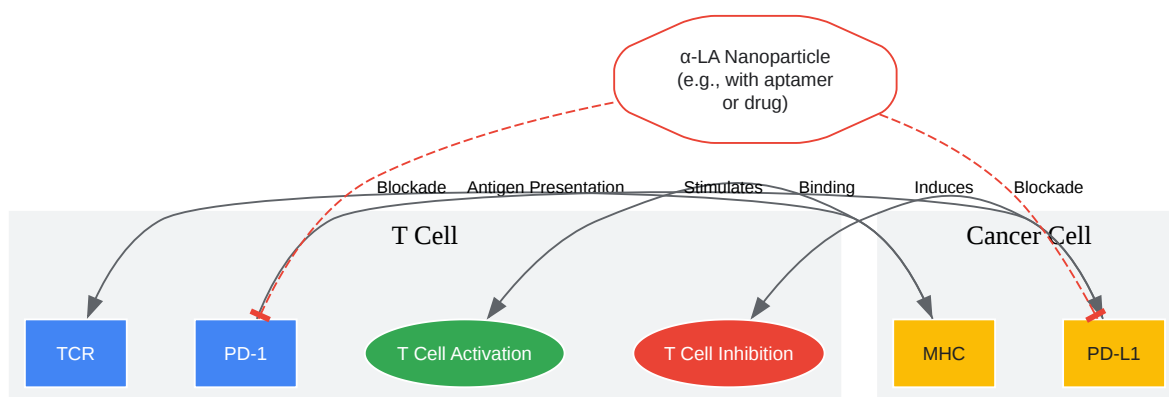 α-LA Nanoparticle
(e.g., with aptamer
or drug)
Blockade
Antigen Presentation
Stimulates
Binding
Induces
Blockade
T Cell
Cancer Cell
TCR
PD-1
T Cell Activation
T Cell Inhibition
MHC
PD-L1